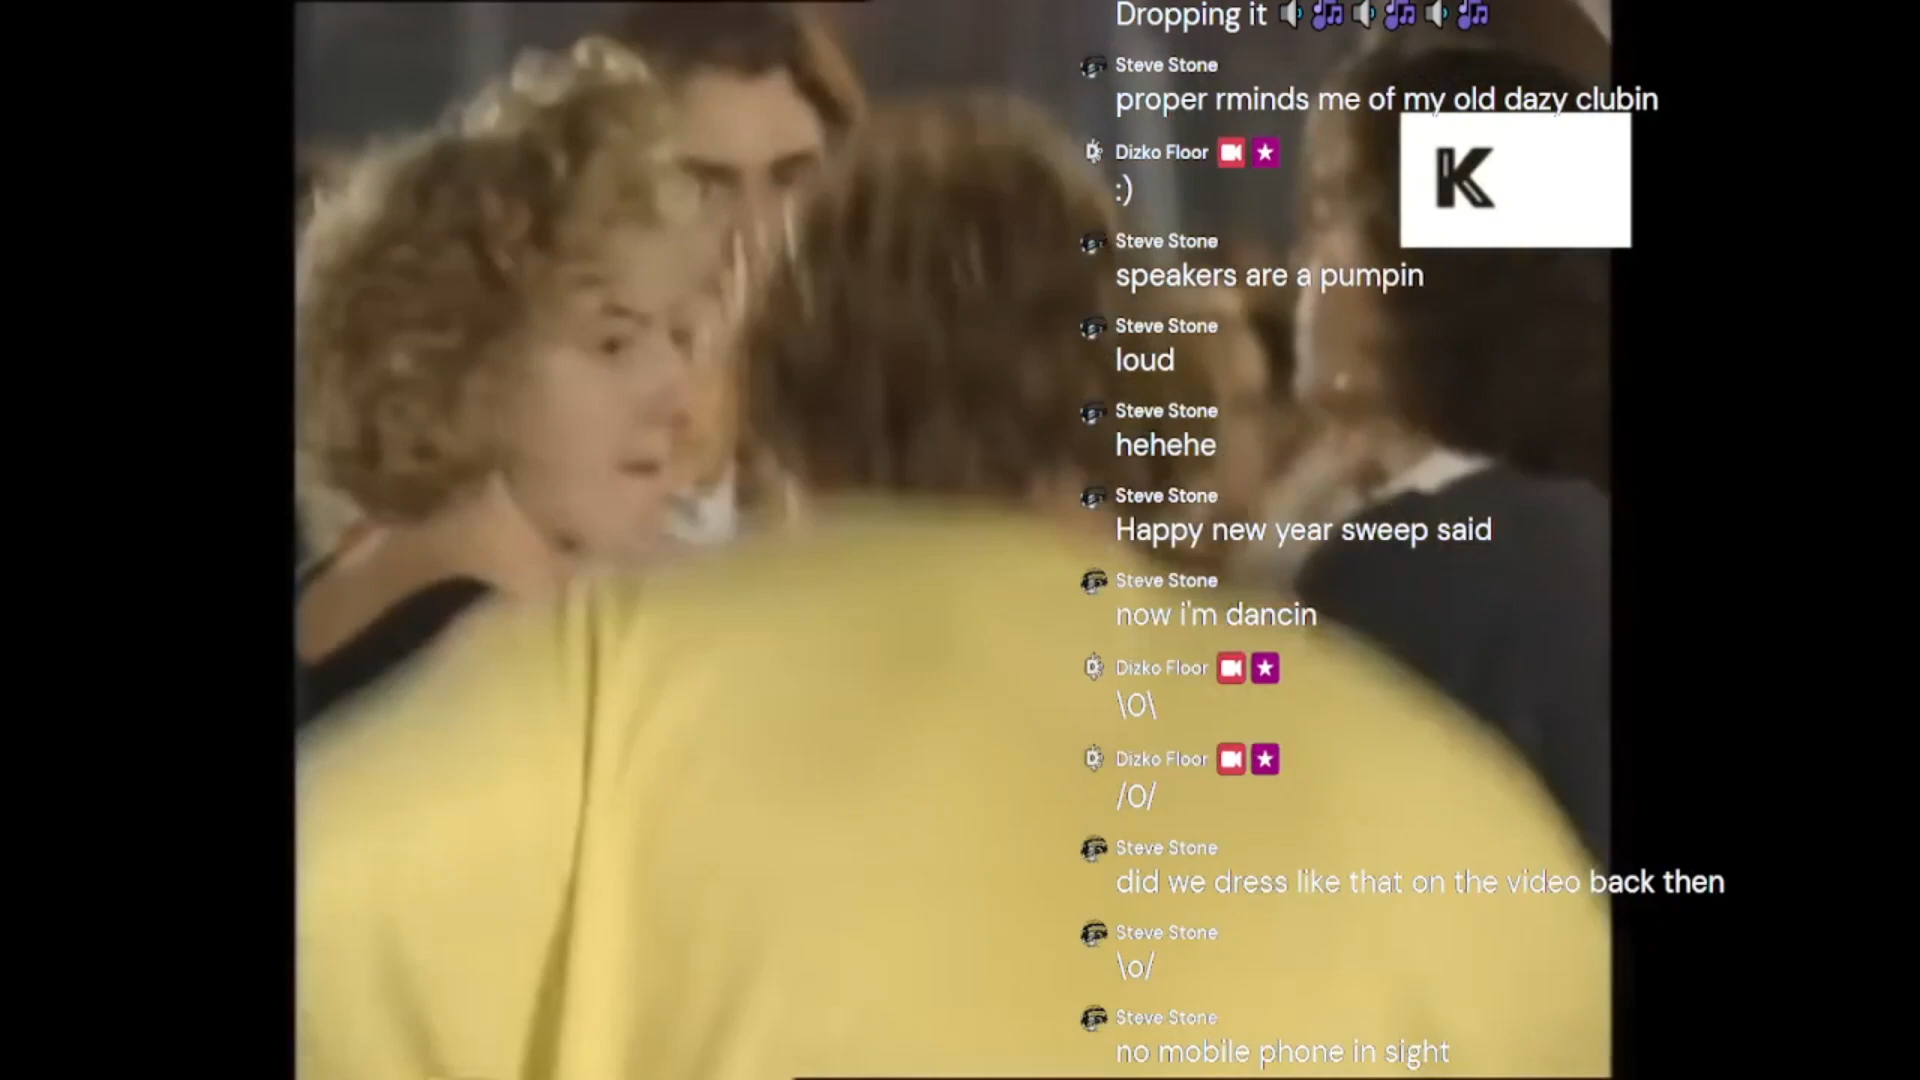 Dropping it 🔈🎶🔈🎶🔈🎶
Steve Stone
proper rminds me of my old dazy clubin
Dizko Floor
:)
K
Steve Stone
speakers are a pumpin
Steve Stone
loud
Steve Stone
hehehe
Steve Stone
Happy new year sweep said
Steve Stone
now i'm dancin
Dizko Floor
\O\
Dizko Floor
/O/
Steve Stone
did we dress like that on the video back then
Steve Stone
\o/
Steve Stone
no mobile phone in sight